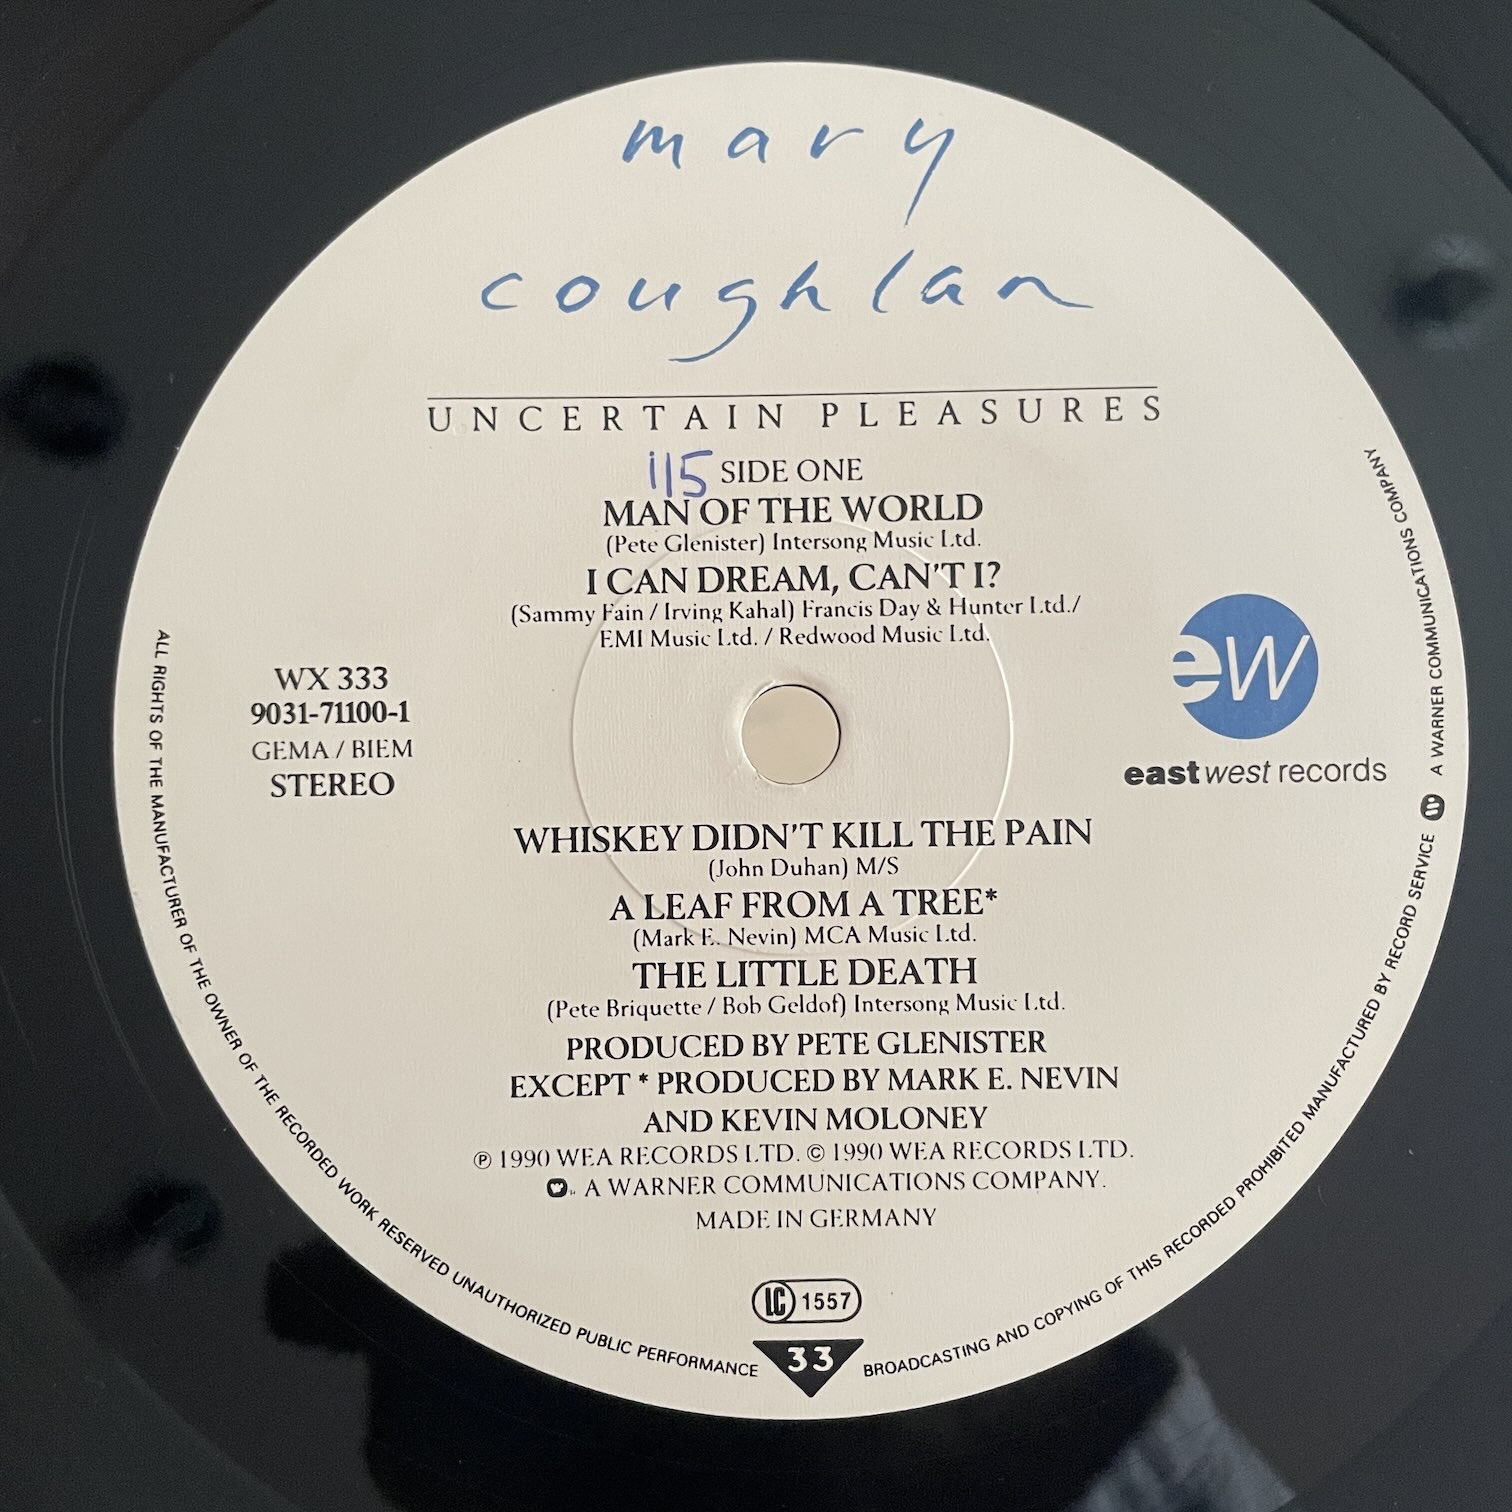 mary
coughlan
UNCERTAIN PLEASURES
115 SIDE ONE
MAN OF THE WORLD
(Pete Glenister) Intersong Music Ltd.
I CAN DREAM, CAN'T I?
(Sammy Fain / Irving Kahal) Francis Day & Hunter Ltd./
EMI Music Ltd. / Redwood Music Ltd.
WX 333
9031-71100-1
GEMA / BIEM
STEREO
ew
eastwest records
WHISKEY DIDN'T KILL THE PAIN
(John Duhan) M/S
A LEAF FROM A TREE*
(Mark E. Nevin) MCA Music Ltd.
THE LITTLE DEATH
(Pete Briquette / Bob Geldof) Intersong Music Ltd.
PRODUCED BY PETE GLENISTER
EXCEPT * PRODUCED BY MARK E. NEVIN
AND KEVIN MOLONEY
℗ 1990 WEA RECORDS LTD. © 1990 WEA RECORDS LTD.
A WARNER COMMUNICATIONS COMPANY.
MADE IN GERMANY
LC 1557
33
ALL RIGHTS OF THE MANUFACTURER OF THE OWNER OF THE RECORDED WORK RESERVED UNAUTHORIZED PUBLIC PERFORMANCE
BROADCASTING AND COPYING OF THIS RECORDED PROHIBITED MANUFACTURED BY RECORD SERVICE A WARNER COMMUNICATIONS COMPANY